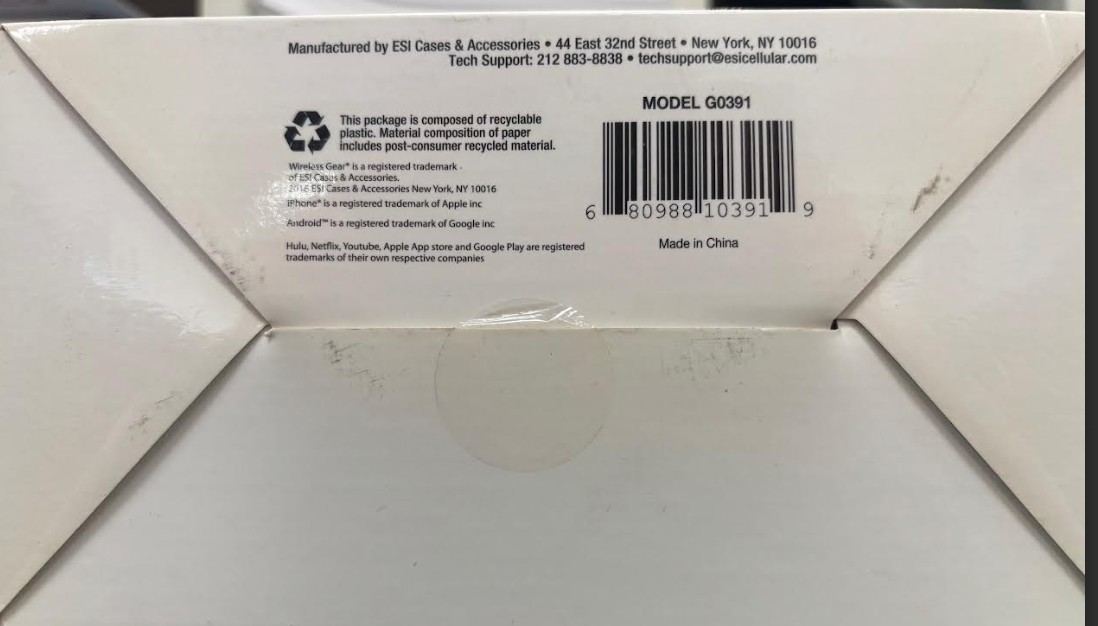 Manufactured by ESI Cases & Accessories • 44 East 32nd Street • New York, NY 10016
Tech Support: 212 883-8838 • techsupport@esicellular.com
MODEL G0391
This package is composed of recyclable
plastic. Material composition of paper
includes post-consumer recycled material.
Wireless Gear® is a registered trademark
of ESI Cases & Accessories.
2016 ESI Cases & Accessories New York, NY 10016
iPhone® is a registered trademark of Apple inc
Android™ is a registered trademark of Google inc
Hulu, Netflix, Youtube, Apple App store and Google Play are registered
trademarks of their own respective companies
6 80988 10391 9
Made in China